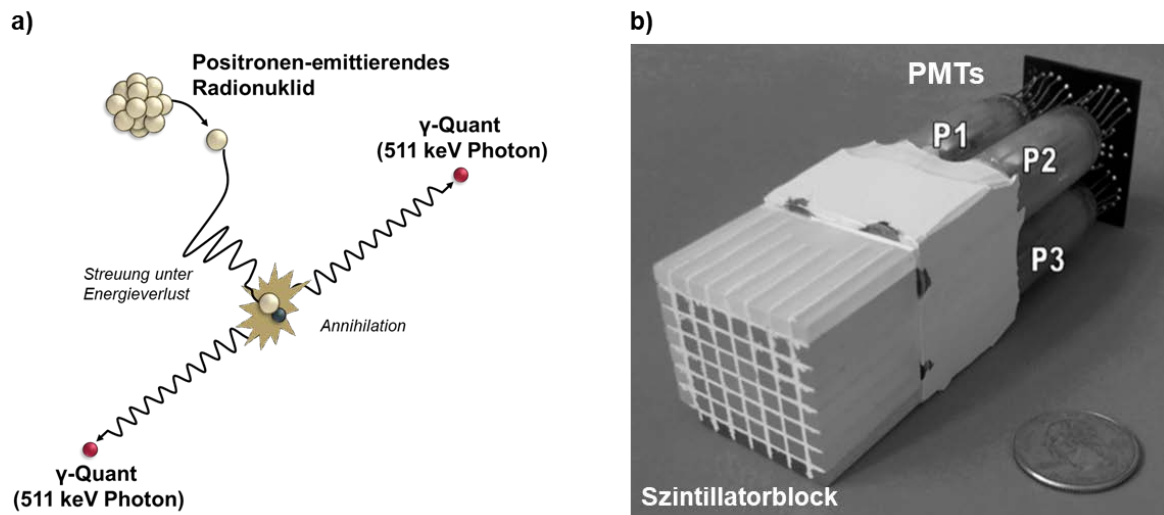 a)
Positronen-emittierendes
Radionuklid
γ-Quant
(511 keV Photon)
Streuung unter
Energieverlust
Annihilation
γ-Quant
(511 keV Photon)
b)
PMTs
P1
P2
P3
Szintillatorblock